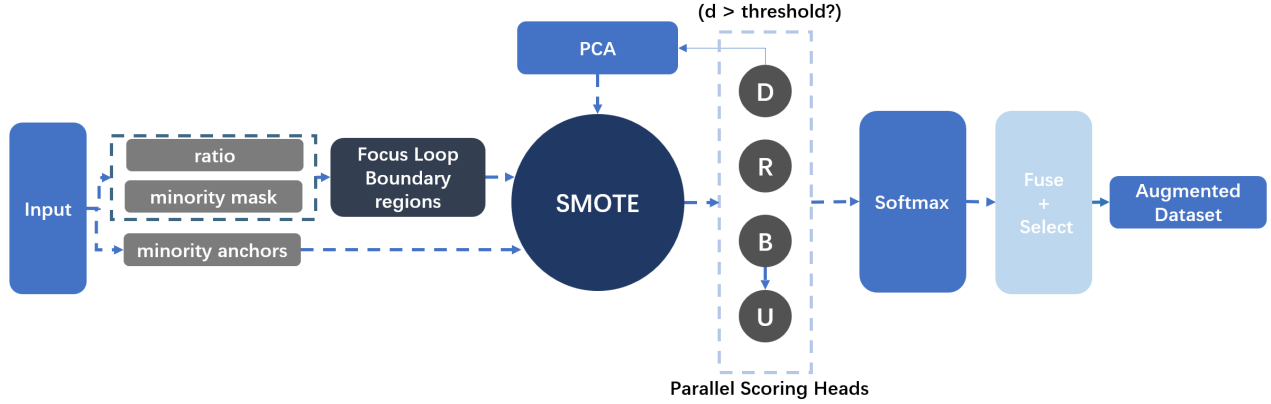 (d > threshold?)
PCA
D
ratio
Focus Loop
Boundary
regions
minority mask
R
Input
SMOTE
Softmax
Fuse
+
Select
Augmented
Dataset
minority anchors
B
U
Parallel Scoring Heads